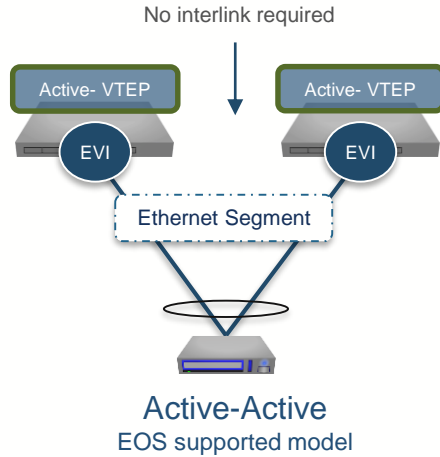 No interlink required
Active- VTEP
Active- VTEP
EVI
EVI
Ethernet Segment
Active-Active
EOS supported model